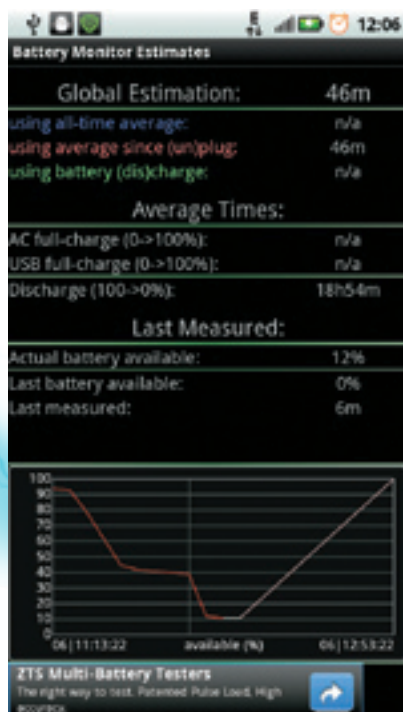 12:06
Battery Monitor Estimates
Global Estimation: 46m
using all-time average: n/a
using average since (un)plug: 46m
using battery (dis)charge: n/a
Average Times:
AC full-charge (0->100%): n/a
USB full-charge (0->100%): n/a
Discharge (100->0%): 18h54m
Last Measured:
Actual battery available: 12%
Last battery available: 0%
Last measured: 6m
100
90
80
70
60
50
40
30
20
10
0
06|11:13:22 available (%) 06|12:53:22
ZTS Multi-Battery Testers
The right way to test. Patented Pulse Load, High
accuracy.